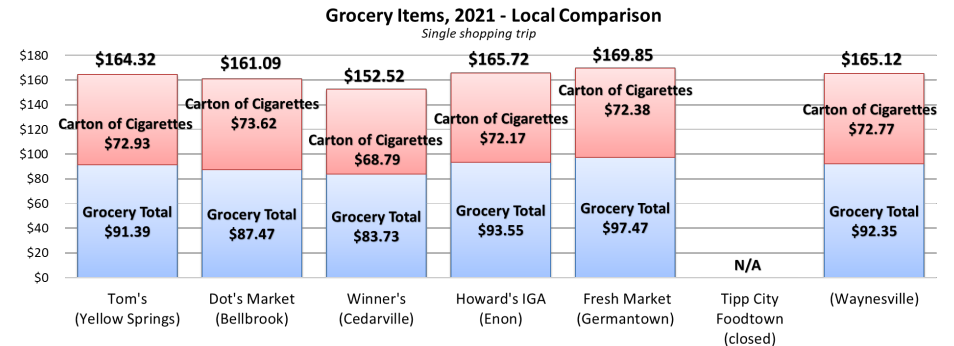 Grocery Items, 2021 - Local Comparison
Single shopping trip
$180
$160
$140
$120
$100
$80
$60
$40
$20
$0
$164.32
Carton of Cigarettes
$72.93
Grocery Total
$91.39
Tom's
(Yellow Springs)
$161.09
Carton of Cigarettes
$73.62
Grocery Total
$87.47
Dot's Market
(Bellbrook)
$152.52
Carton of Cigarettes
$68.79
Grocery Total
$83.73
Winner's
(Cedarville)
$165.72
Carton of Cigarettes
$72.17
Grocery Total
$93.55
Howard's IGA
(Enon)
$169.85
Carton of Cigarettes
$72.38
Grocery Total
$97.47
Fresh Market
(Germantown)
N/A
Tipp City
Foodtown
(closed)
$165.12
Carton of Cigarettes
$72.77
Grocery Total
$92.35
(Waynesville)